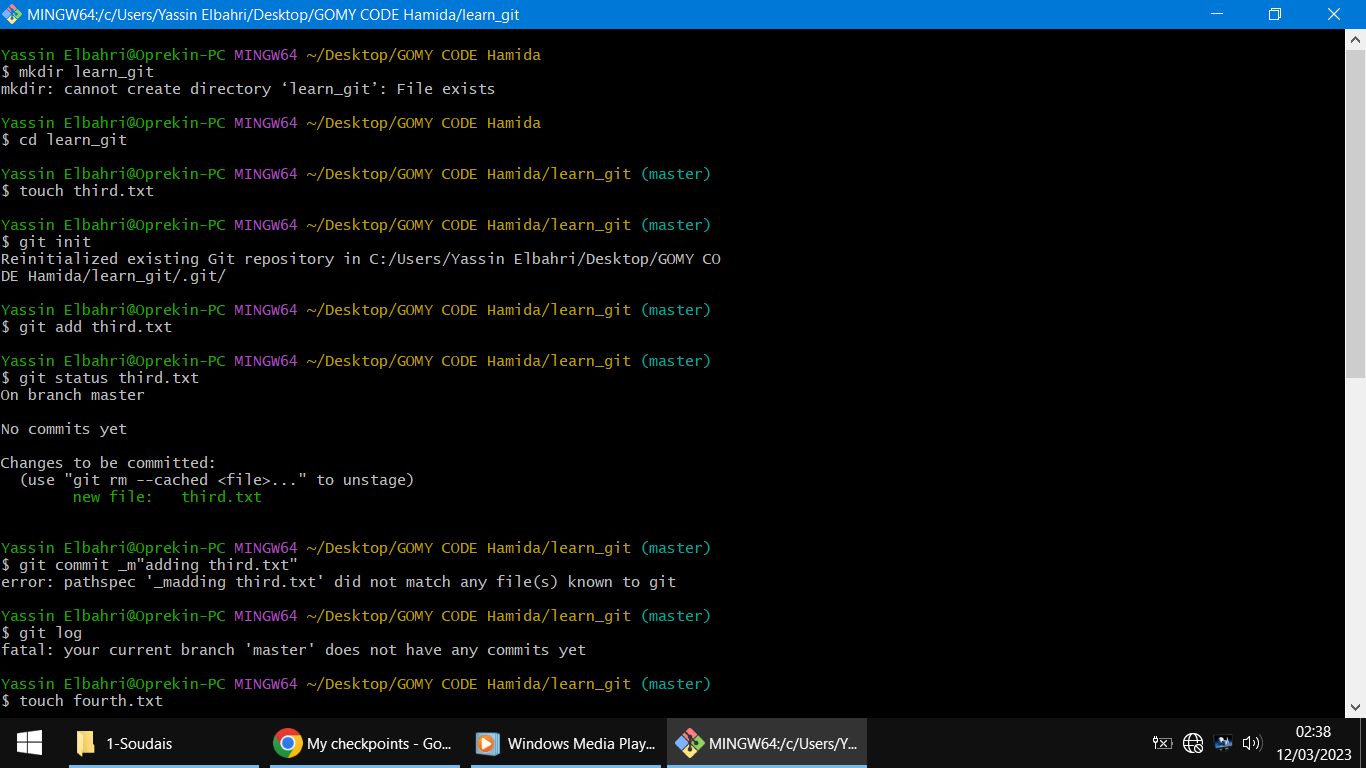 MINGW64:/c/Users/Yassin Elbahri/Desktop/GOMY CODE Hamida/learn_git
Yassin Elbahri@Oprekin-PC MINGW64 ~/Desktop/GOMY CODE Hamida
$ mkdir learn_git
mkdir: cannot create directory ‘learn_git’: File exists
Yassin Elbahri@Oprekin-PC MINGW64 ~/Desktop/GOMY CODE Hamida
$ cd learn_git
Yassin Elbahri@Oprekin-PC MINGW64 ~/Desktop/GOMY CODE Hamida/learn_git (master)
$ touch third.txt
Yassin Elbahri@Oprekin-PC MINGW64 ~/Desktop/GOMY CODE Hamida/learn_git (master)
$ git init
Reinitialized existing Git repository in C:/Users/Yassin Elbahri/Desktop/GOMY CO
DE Hamida/learn_git/.git/
Yassin Elbahri@Oprekin-PC MINGW64 ~/Desktop/GOMY CODE Hamida/learn_git (master)
$ git add third.txt
Yassin Elbahri@Oprekin-PC MINGW64 ~/Desktop/GOMY CODE Hamida/learn_git (master)
$ git status third.txt
On branch master
No commits yet
Changes to be committed:
  (use "git rm --cached <file>..." to unstage)
        new file:   third.txt
Yassin Elbahri@Oprekin-PC MINGW64 ~/Desktop/GOMY CODE Hamida/learn_git (master)
$ git commit _m"adding third.txt"
error: pathspec '_madding third.txt' did not match any file(s) known to git
Yassin Elbahri@Oprekin-PC MINGW64 ~/Desktop/GOMY CODE Hamida/learn_git (master)
$ git log
fatal: your current branch 'master' does not have any commits yet
Yassin Elbahri@Oprekin-PC MINGW64 ~/Desktop/GOMY CODE Hamida/learn_git (master)
$ touch fourth.txt
1-Soudais
My checkpoints - Go...
Windows Media Play...
MINGW64:/c/Users/Y...
02:38
12/03/2023